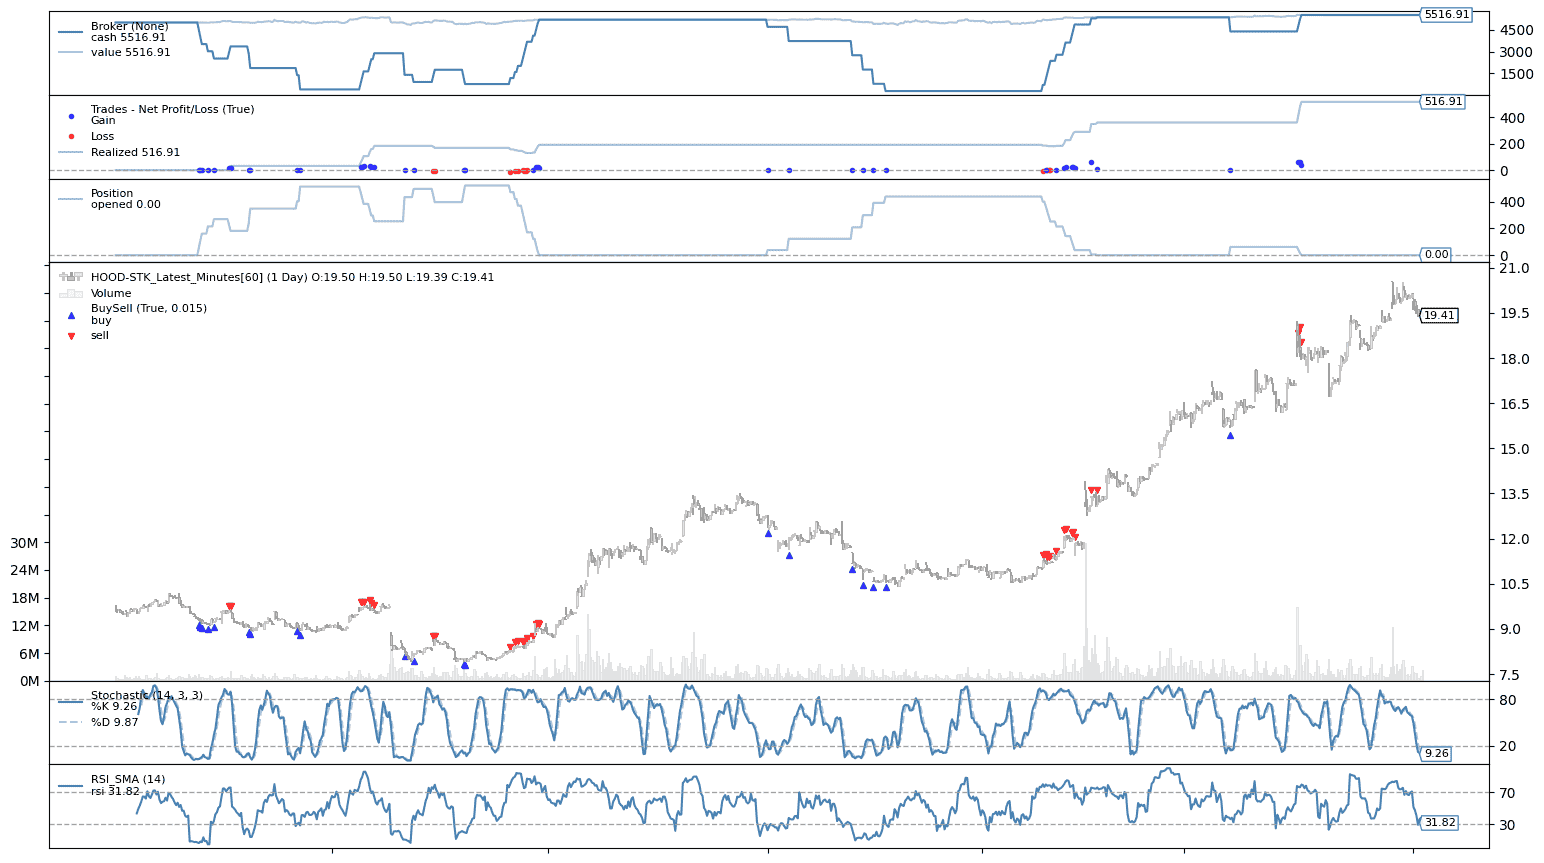 Broker (None)
cash 5516.91
value 5516.91
5516.91
4500
3000
1500
Trades - Net Profit/Loss (True)
Gain
Loss
Realized 516.91
516.91
400
200
0
Position
opened 0.00
400
200
0
0.00
HOOD-STK_Latest_Minutes[60] (1 Day) O:19.50 H:19.50 L:19.39 C:19.41
Volume
BuySell (True, 0.015)
buy
sell
21.0
19.5
19.41
18.0
16.5
15.0
13.5
12.0
10.5
9.0
7.5
30M
24M
18M
12M
6M
0M
Stochastic (14, 3, 3)
%K 9.26
%D 9.87
80
20
9.26
RSI_SMA (14)
rsi 31.82
70
30
31.82